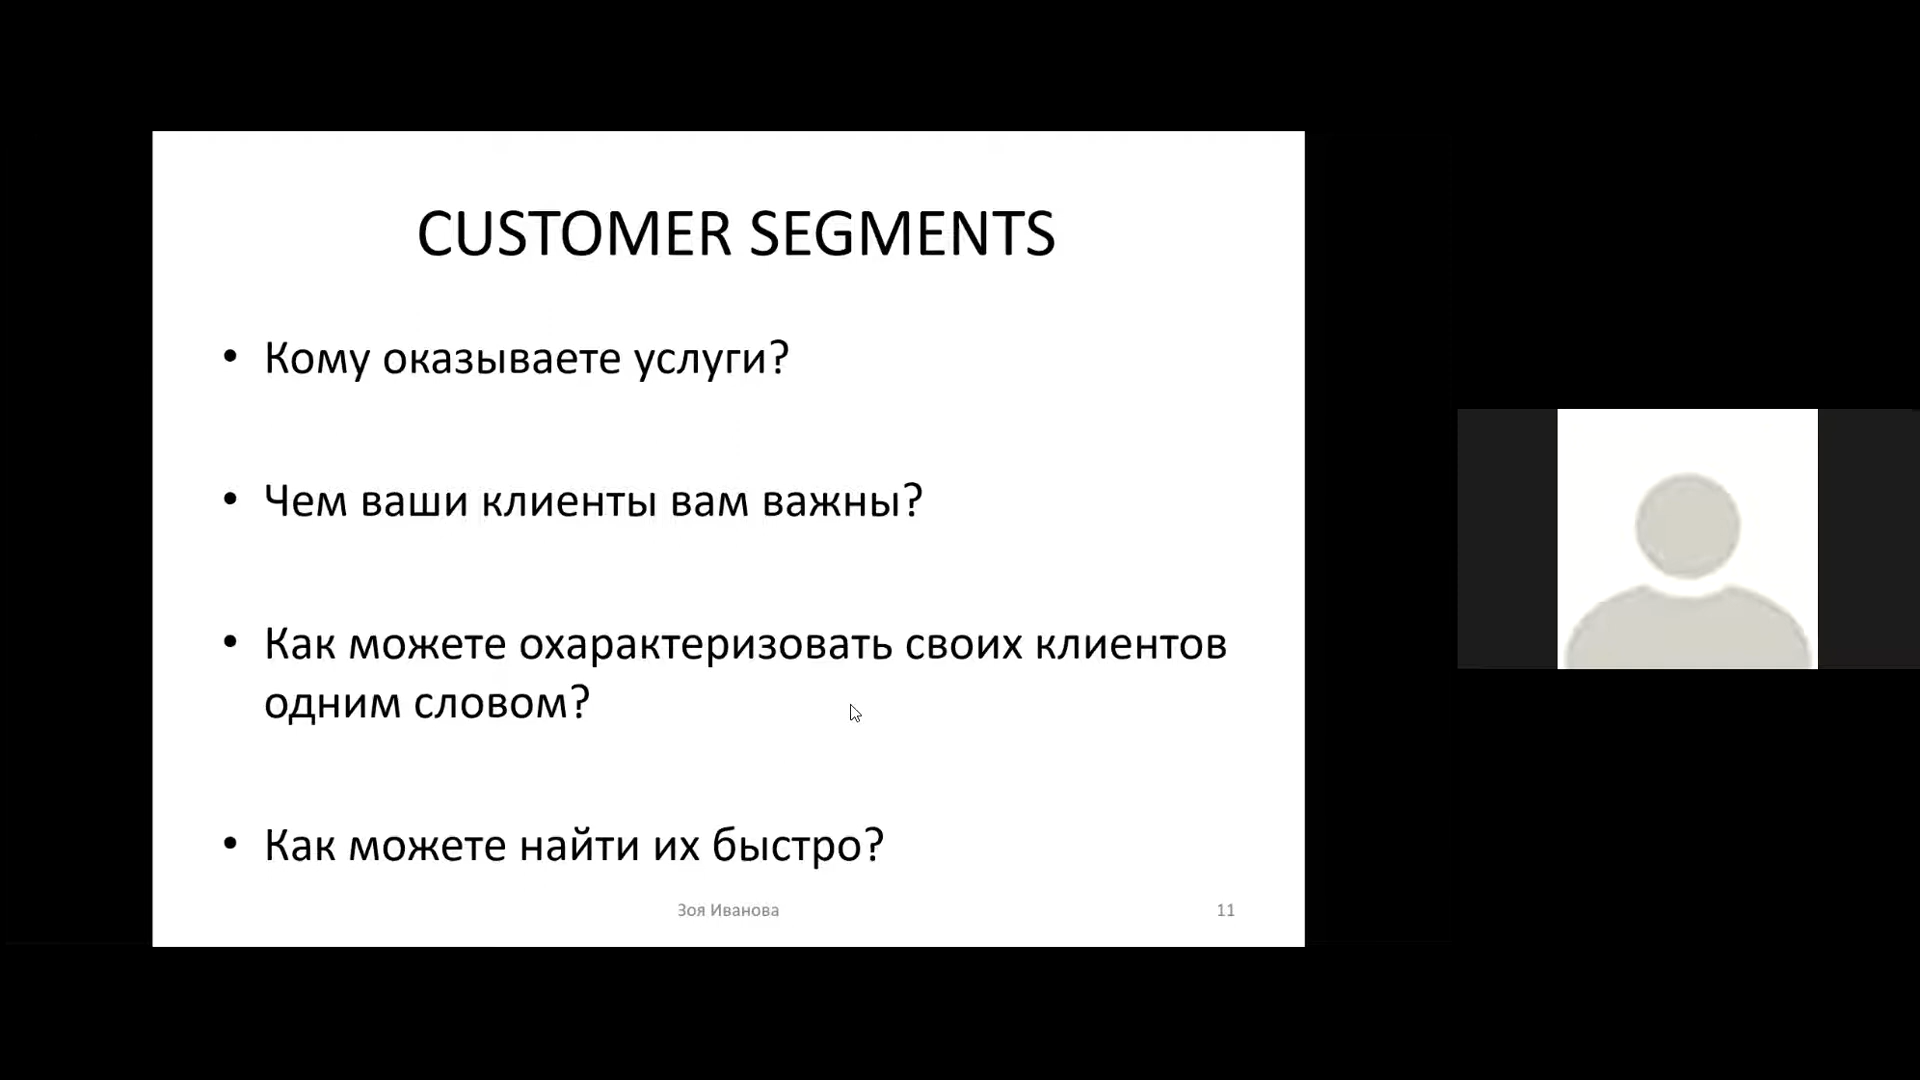 CUSTOMER SEGMENTS
• Кому оказываете услуги?
• Чем ваши клиенты вам важны?
• Как можете охарактеризовать своих клиентов
одним словом?
• Как можете найти их быстро?
Зоя Иванова
11